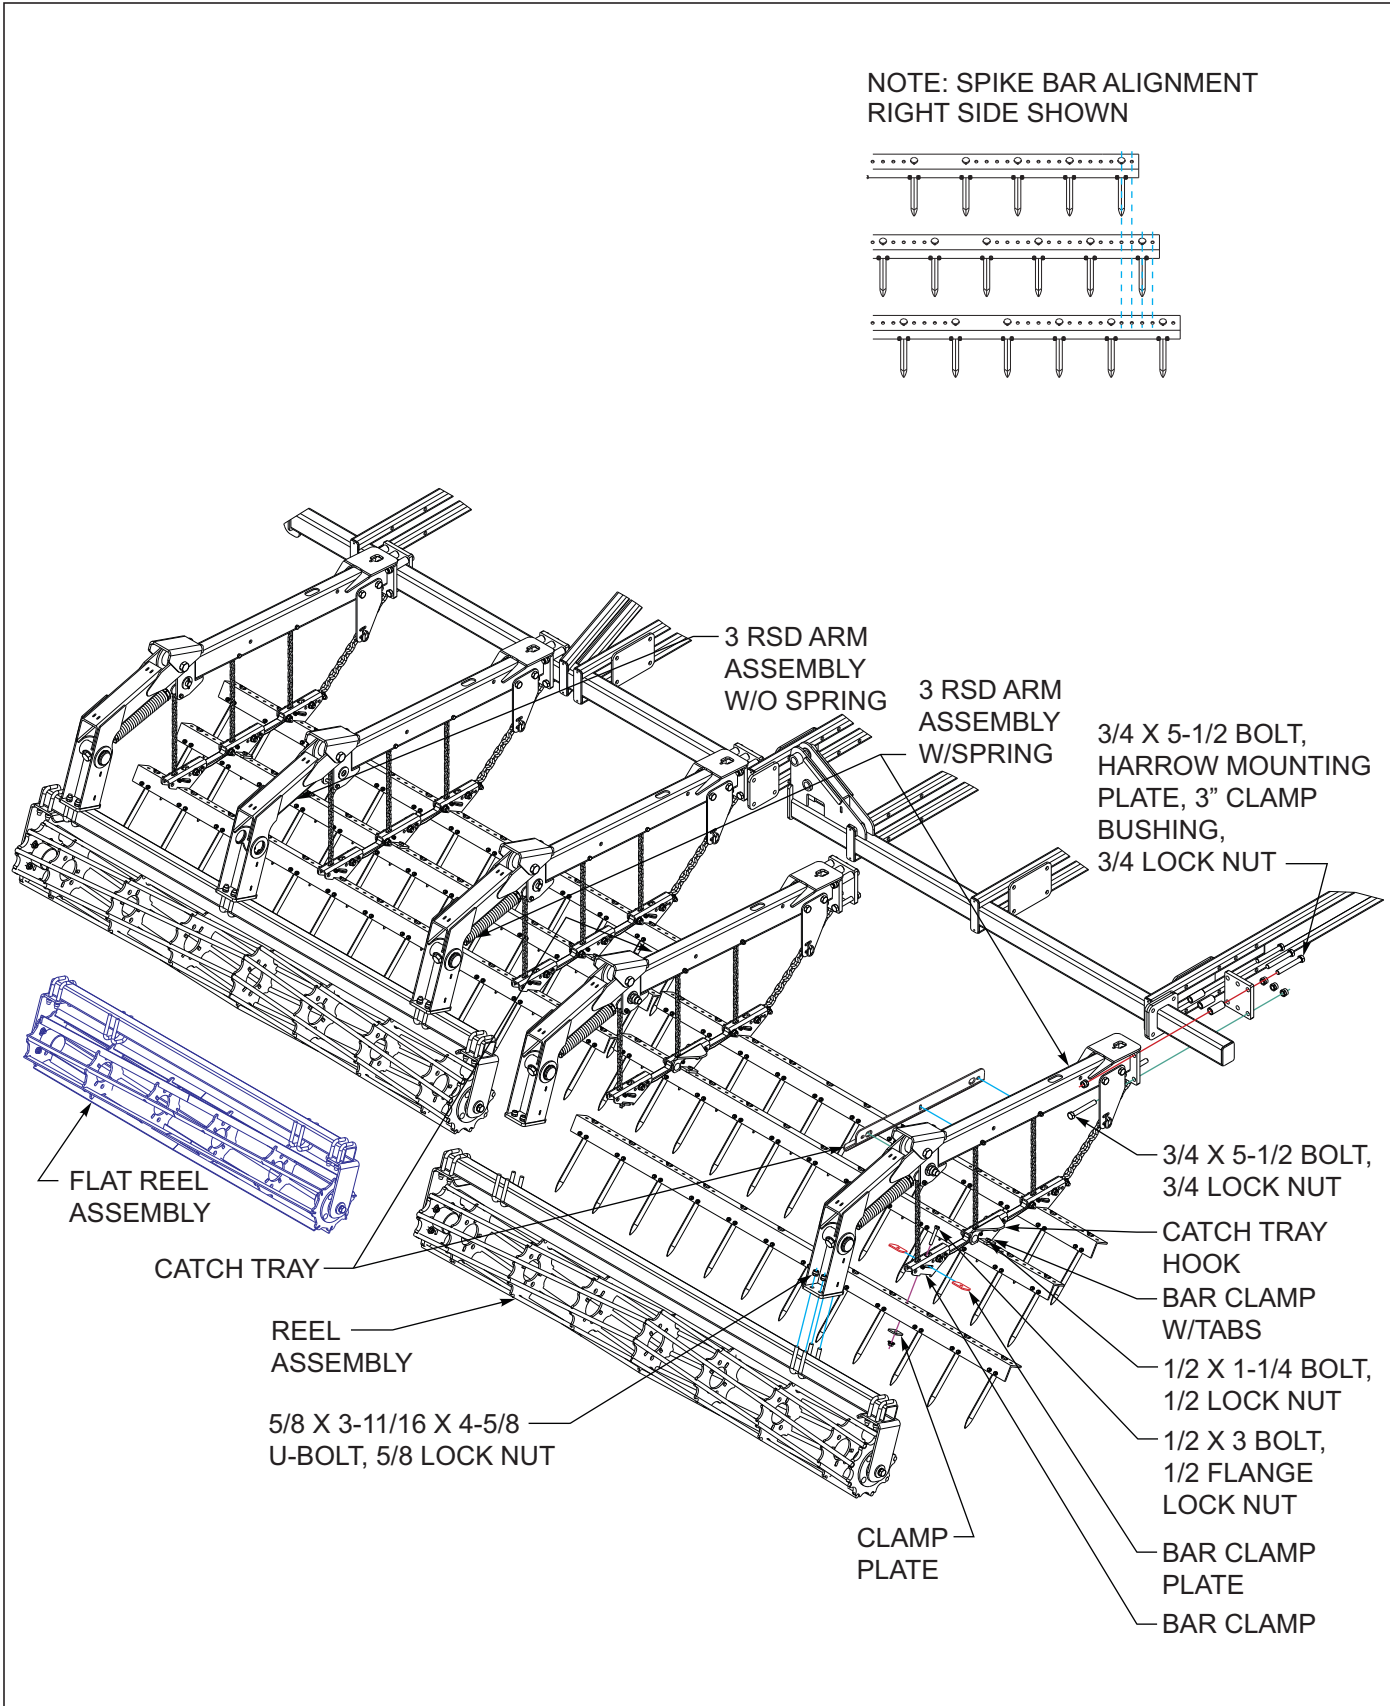 NOTE: SPIKE BAR ALIGNMENT
RIGHT SIDE SHOWN
3 RSD ARM
ASSEMBLY
W/O SPRING
3 RSD ARM
ASSEMBLY
W/SPRING
3/4 X 5-1/2 BOLT,
HARROW MOUNTING
PLATE, 3” CLAMP
BUSHING,
3/4 LOCK NUT
3/4 X 5-1/2 BOLT,
3/4 LOCK NUT
CATCH TRAY
HOOK
BAR CLAMP
W/TABS
1/2 X 1-1/4 BOLT,
1/2 LOCK NUT
1/2 X 3 BOLT,
1/2 FLANGE
LOCK NUT
BAR CLAMP
PLATE
BAR CLAMP
FLAT REEL
ASSEMBLY
CATCH TRAY
REEL
ASSEMBLY
5/8 X 3-11/16 X 4-5/8
U-BOLT, 5/8 LOCK NUT
CLAMP
PLATE